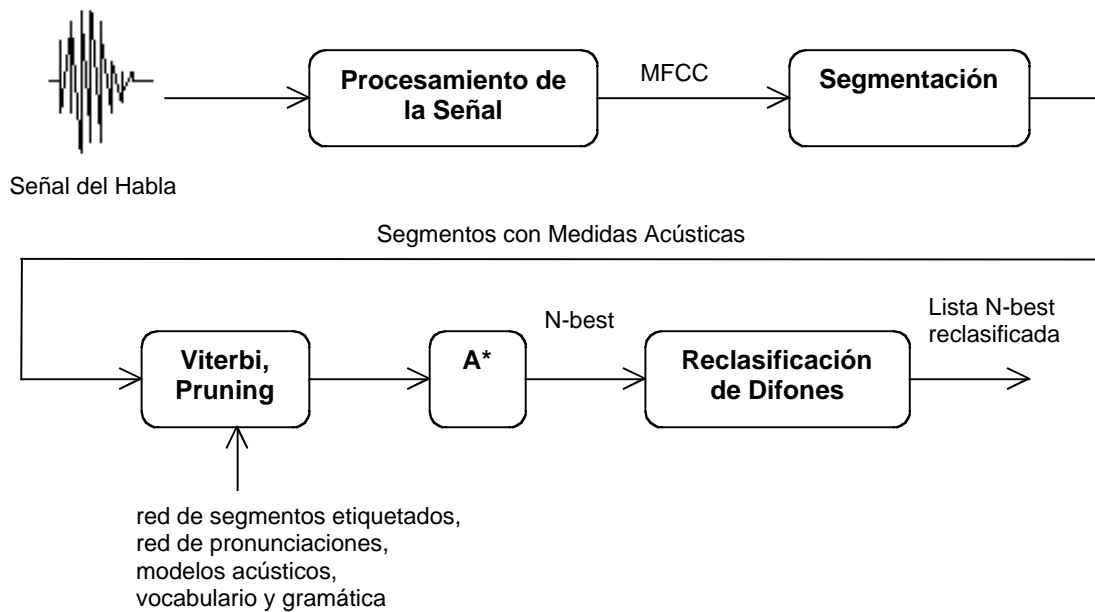 Procesamiento de
la Señal
MFCC
Segmentación
Señal del Habla
Segmentos con Medidas Acústicas
Viterbi,
Pruning
A*
N-best
Reclasificación
de Difones
Lista N-best
reclasificada
red de segmentos etiquetados,
red de pronunciaciones,
modelos acústicos,
vocabulario y gramática